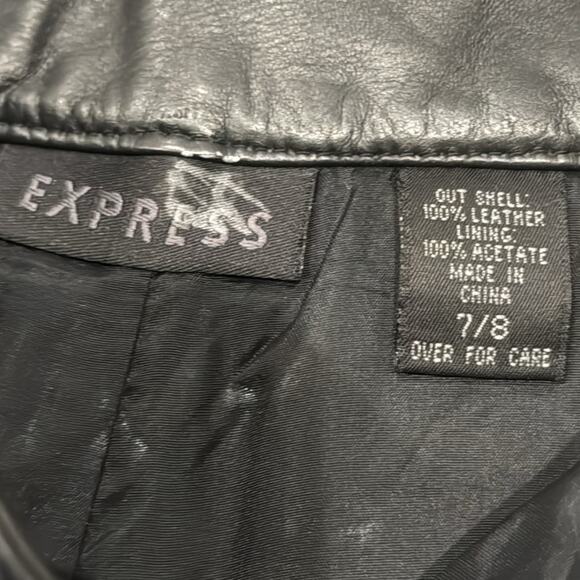 EXPRESS
OUT SHELL:
100% LEATHER
LINING:
100% ACETATE
MADE IN
CHINA
7/8
OVER FOR CARE